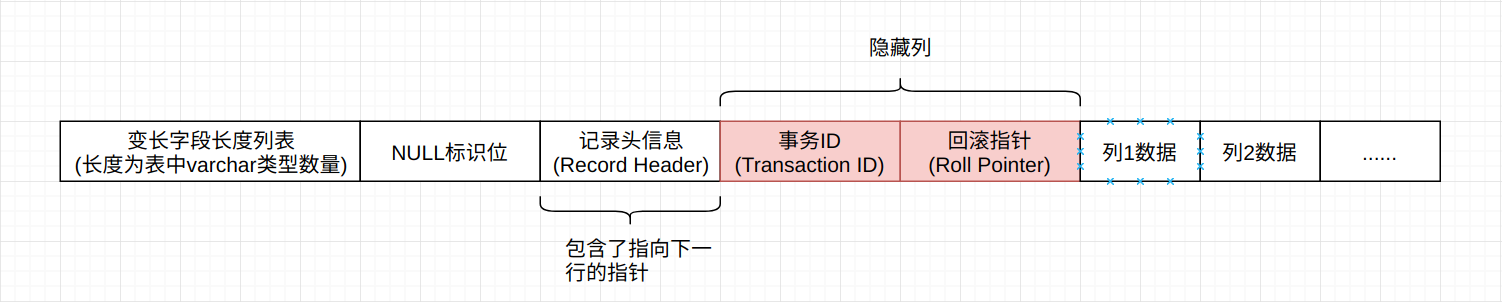 隐藏列
变长字段长度列表
(长度为表中varchar类型数量)
NULL标识位
记录头信息
(Record Header)
事务ID
(Transaction ID)
回滚指针
(Roll Pointer)
列1数据
列2数据
......
包含了指向下一
行的指针